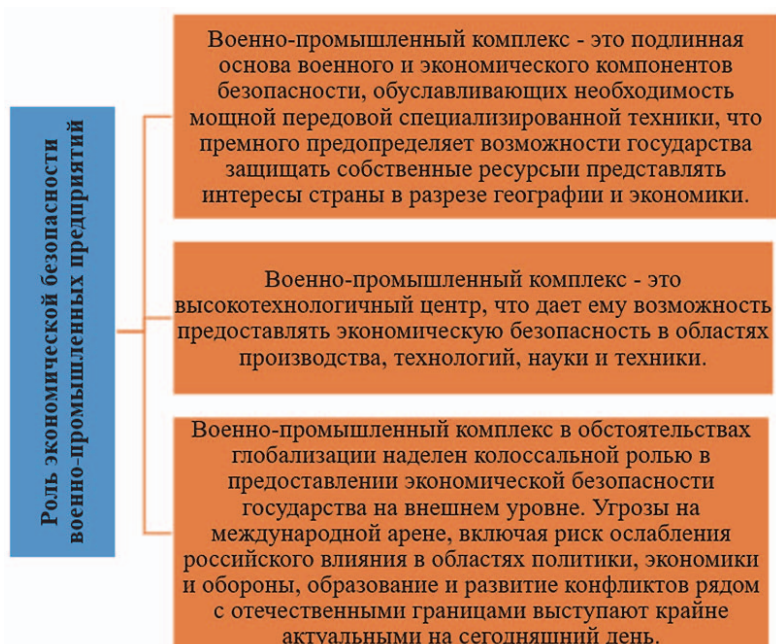 Роль экономической безопасности
военно-промышленных предприятий
Военно-промышленный комплекс - это подлинная
основа военного и экономического компонентов
безопасности, обуславливающих необходимость
мощной передовой специализированной техники, что
премного предопределяет возможности государства
защищать собственные ресурсыи представлять
интересы страны в разрезе географии и экономики.
Военно-промышленный комплекс - это
высокотехнологичный центр, что дает ему возможность
предоставлять экономическую безопасность в областях
производства, технологий, науки и техники.
Военно-промышленный комплекс в обстоятельствах
глобализации наделен колоссальной ролью в
предоставлении экономической безопасности
государства на внешнем уровне. Угрозы на
международной арене, включая риск ослабления
российского влияния в областях политики, экономики
и обороны, образование и развитие конфликтов рядом
с отечественными границами выступают крайне
актуальными на сегодняшний день.